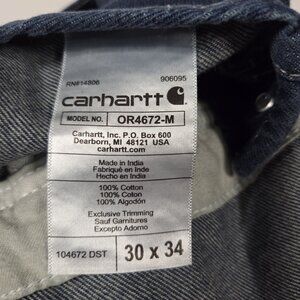 RN#14806 906095
carhartt
MODEL NO. OR4672-M
Carhartt, Inc. P.O. Box 600
Dearborn, MI 48121 USA
carhartt.com
Made in India
Fabriqué en Inde
Hecho en India
100% Cotton
100% Coton
100% Algodón
Exclusive Trimming
Sauf Garnitures
Excepto Adorno
104672 DST 30 x 34